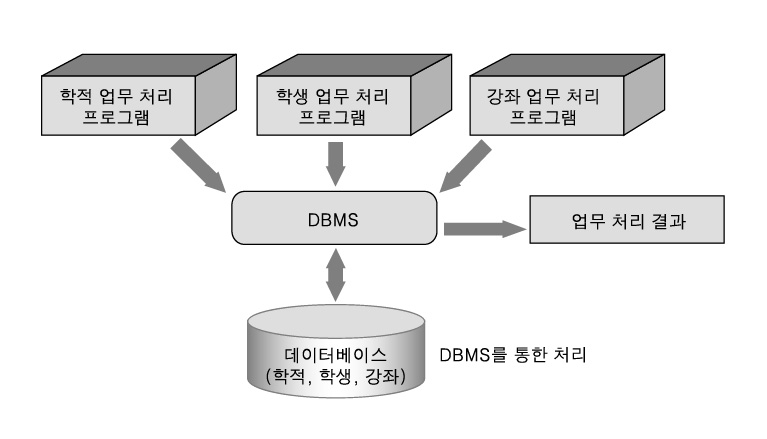 학적 업무 처리
프로그램
학생 업무 처리
프로그램
강좌 업무 처리
프로그램
DBMS
업무 처리 결과
데이터베이스
(학적, 학생, 강좌)
DBMS를 통한 처리